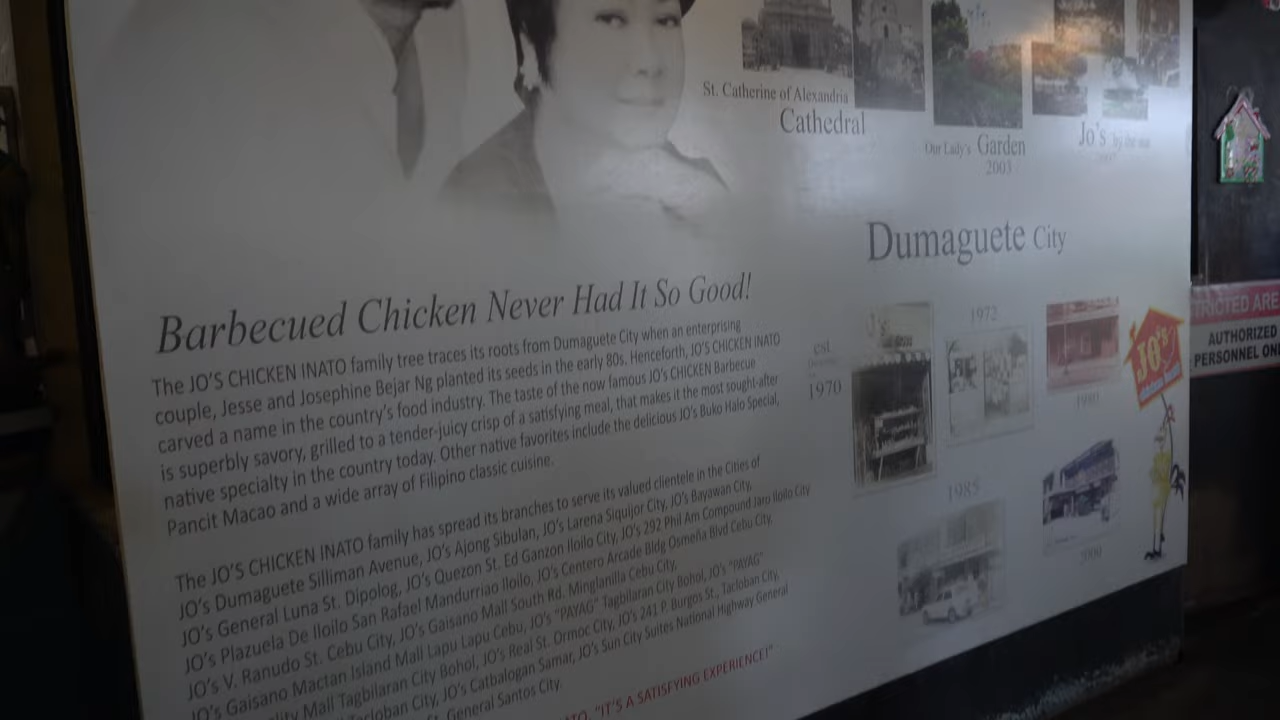 St. Catherine of Alexandria
Cathedral
Our Lady's Garden
2003
Jo's by the sea
Dumaguete City
Barbecued Chicken Never Had It So Good!
The JO'S CHICKEN INATO family tree traces its roots from Dumaguete City when an enterprising
couple, Jesse and Josephine Bejar Ng planted its seeds in the early 80s. Henceforth, JO'S CHICKEN INATO
carved a name in the country's food industry. The taste of the now famous JO'S CHICKEN Barbecue
is superbly savory, grilled to a tender-juicy crisp of a satisfying meal, that makes it the most sought-after
native specialty in the country today. Other native favorites include the delicious JO's Buko Halo Special,
Pancit Macao and a wide array of Filipino classic cuisine.
The JO'S CHICKEN INATO family has spread its branches to serve its valued clientele in the Cities of
JO's Dumaguete Silliman Avenue, JO's Ajong Sibulan, JO's Larena Siquijor City, JO's Bayawan City,
JO's General Luna St. Dipolog, JO's Quezon St. Ed Ganzon Iloilo City, JO's 292 Phil Am Compound Jaro Iloilo City
JO's Plazuela De Iloilo San Rafael Mandurriao Iloilo, JO's Centero Arcade Bldg Osmeña Blvd Cebu City,
JO's V. Ranudo St. Cebu City, JO's Gaisano Mall South Rd. Minglanilla Cebu City,
JO's Gaisano Mactan Island Mall Lapu Lapu Cebu, JO's "PAYAG" Tagbilaran City Bohol, JO's "PAYAG"
Mall Tagbilaran City Bohol, JO's Real St. Ormoc City, JO's 241 P. Burgos St., Tacloban City,
Tacloban City, JO's Catbalogan Samar, JO's Sun City Suites National Highway General
St. General Santos City.
"IT'S A SATISFYING EXPERIENCE!"
est.
1970
1972
1980
1985
2000
JO'S
chicken inato
TRICTED ARE
AUTHORIZED
PERSONNEL ON